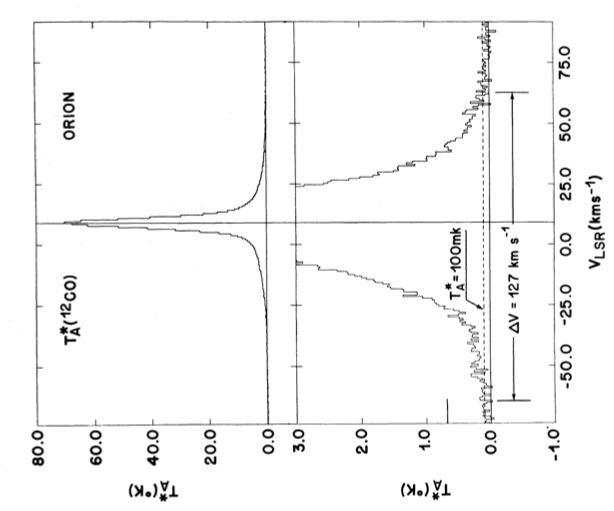 80.0
60.0
40.0
20.0
0.0
T*A(°K)
T*A(12CO)
ORION
3.0
2.0
1.0
0.0
-1.0
T*A(°K)
T*A=100mk
ΔV = 127 km s-1
-50.0
-25.0
0.0
25.0
50.0
75.0
VLSR(kms-1)